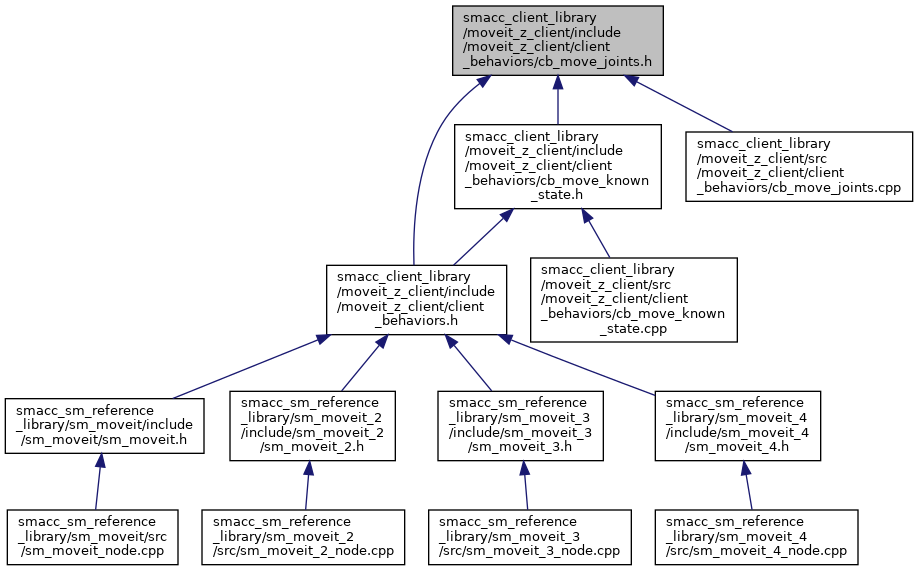 smacc_client_library
/moveit_z_client/include
/moveit_z_client/client
_behaviors/cb_move_joints.h
smacc_client_library
/moveit_z_client/include
/moveit_z_client/client
_behaviors/cb_move_known
_state.h
smacc_client_library
/moveit_z_client/src
/moveit_z_client/client
_behaviors/cb_move_joints.cpp
smacc_client_library
/moveit_z_client/include
/moveit_z_client/client
_behaviors.h
smacc_client_library
/moveit_z_client/src
/moveit_z_client/client
_behaviors/cb_move_known
_state.cpp
smacc_sm_reference
_library/sm_moveit/include
/sm_moveit/sm_moveit.h
smacc_sm_reference
_library/sm_moveit_2
/include/sm_moveit_2
/sm_moveit_2.h
smacc_sm_reference
_library/sm_moveit_3
/include/sm_moveit_3
/sm_moveit_3.h
smacc_sm_reference
_library/sm_moveit_4
/include/sm_moveit_4
/sm_moveit_4.h
smacc_sm_reference
_library/sm_moveit/src
/sm_moveit_node.cpp
smacc_sm_reference
_library/sm_moveit_2
/src/sm_moveit_2_node.cpp
smacc_sm_reference
_library/sm_moveit_3
/src/sm_moveit_3_node.cpp
smacc_sm_reference
_library/sm_moveit_4
/src/sm_moveit_4_node.cpp